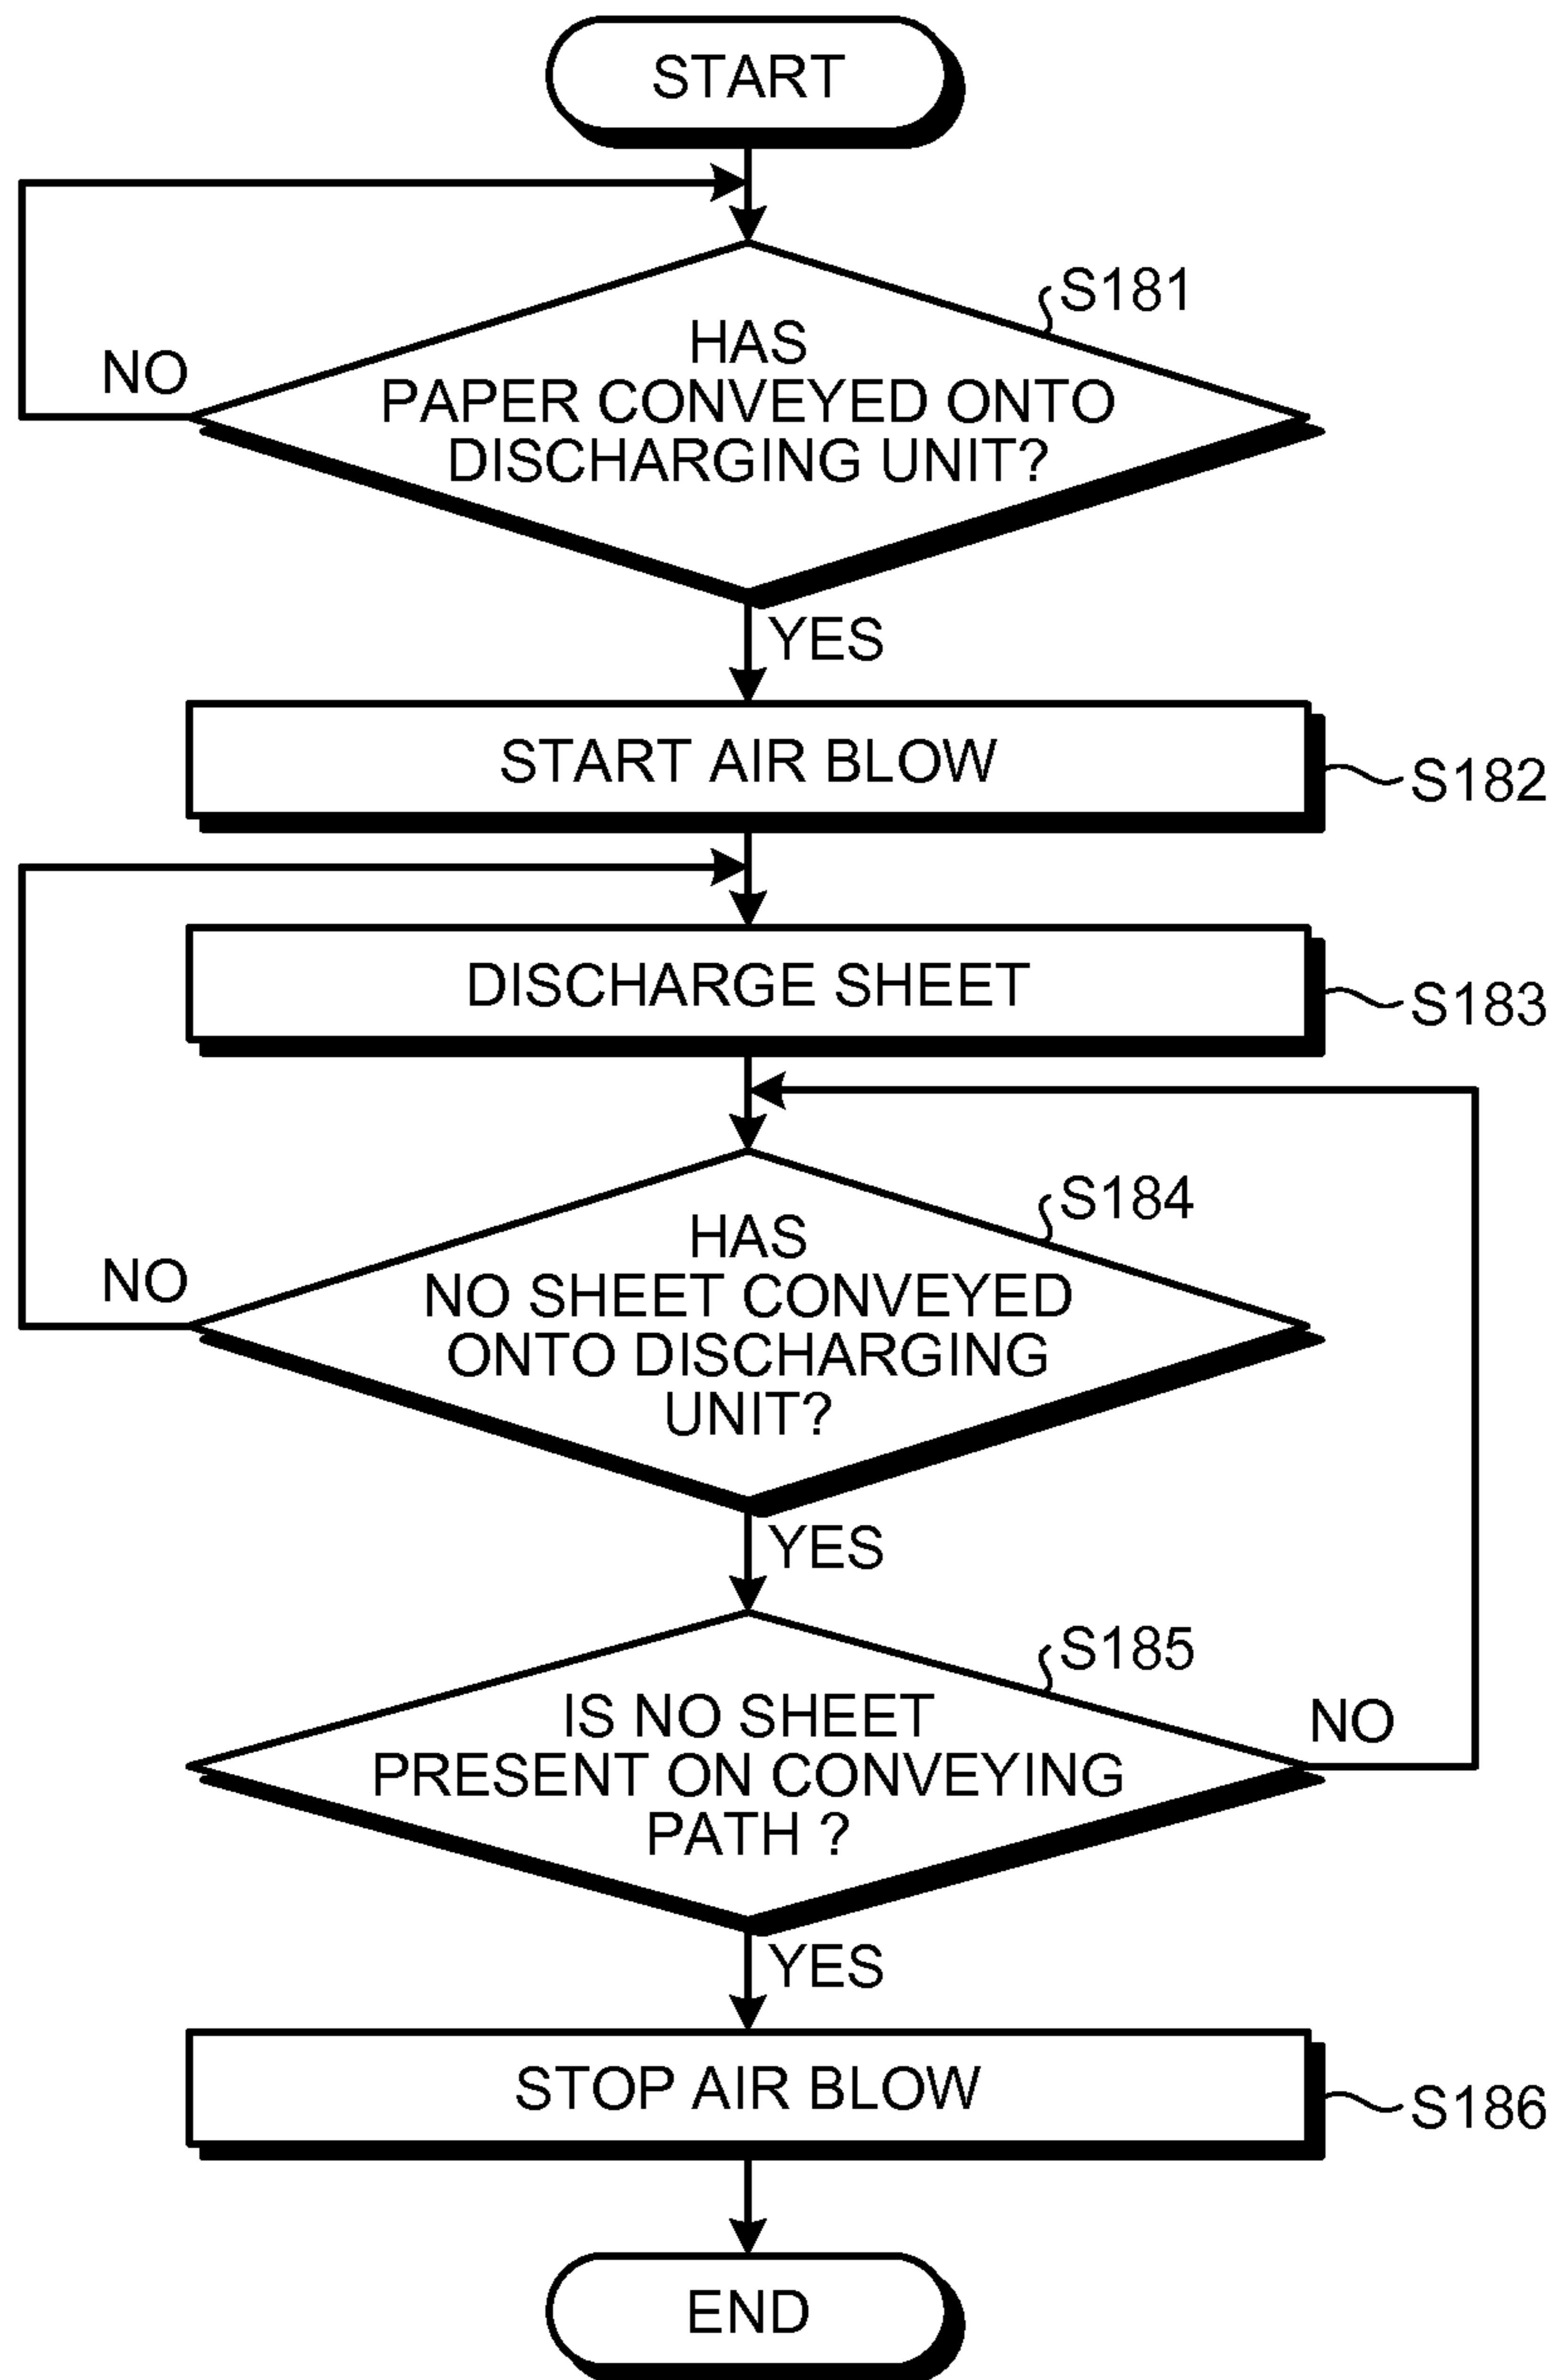 START
S181
HAS
NO
PAPER CONVEYED ONTO
DISCHARGING UNIT?
YES
START AIR BLOW
S182
DISCHARGE SHEET
S183
S184
HAS
NO
NO SHEET CONVEYED
ONTO DISCHARGING
UNIT?
YES
S185
IS NO SHEET
NO
PRESENT ON CONVEYING
PATH ?
YES
STOP AIR BLOW
S186
END